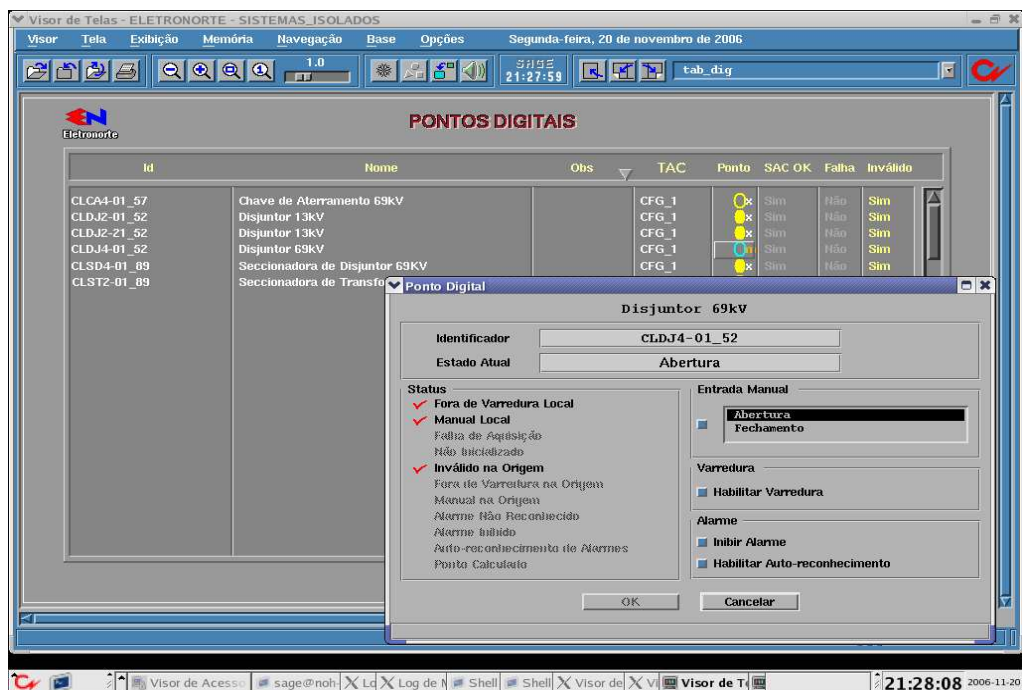 Visor de Telas - ELETRONORTE - SISTEMAS_ISOLADOS
Visor Tela Exibição Memória Navegação Base Opções Segunda-feira, 20 de novembro de 2006
1.0 SAGE 21:27:59 tab_dig
Eletronorte
PONTOS DIGITAIS
Id Nome Obs TAC Ponto SAC OK Falha Inválido
CLCA4-01_57 Chave de Aterramento 69kV CFG_1 x Sim Não Sim
CLDJ2-01_52 Disjuntor 13kV CFG_1 x Sim Não Sim
CLDJ2-21_52 Disjuntor 13kV CFG_1 x Sim Não Sim
CLDJ4-01_52 Disjuntor 69kV CFG_1 Sim Não Sim
CLSD4-01_89 Seccionadora de Disjuntor 69KV CFG_1 x Sim Não Sim
CLST2-01_89 Seccionadora de Transfo
Ponto Digital
Disjuntor 69kV
Identificador CLDJ4-01_52
Estado Atual Abertura
Status
Fora de Varredura Local
Manual Local
Falha de Aquisição
Não Inicializado
Inválido na Origem
Fora de Varredura na Origem
Manual na Origem
Alarme Não Reconhecido
Alarme Inibido
Auto-reconhecimento de Alarmes
Ponto Calculado
Entrada Manual
Abertura
Fechamento
Varredura
Habilitar Varredura
Alarme
Inibir Alarme
Habilitar Auto-reconhecimento
OK Cancelar
Visor de Acesso sage@noh- Lo Log de N Shell Shell Visor de Vi Visor de Te 21:28:08 2006-11-20